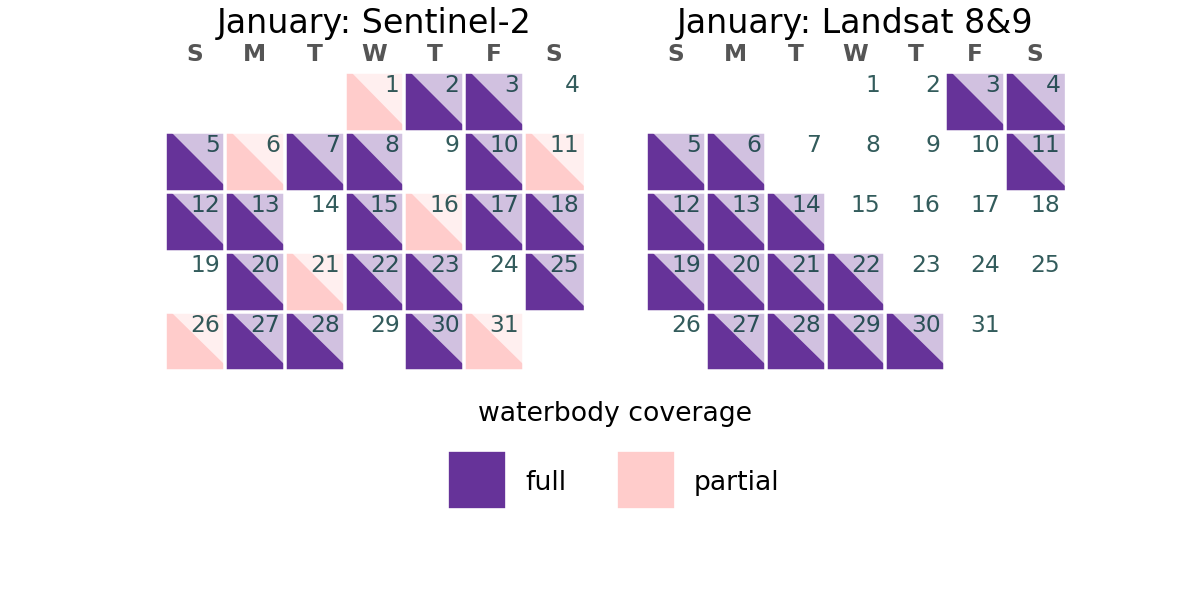 January: Sentinel-2
S M T W T F S
1 2 3 4
5 6 7 8 9 10 11
12 13 14 15 16 17 18
19 20 21 22 23 24 25
26 27 28 29 30 31
January: Landsat 8&9
S M T W T F S
1 2 3 4
5 6 7 8 9 10 11
12 13 14 15 16 17 18
19 20 21 22 23 24 25
26 27 28 29 30 31
waterbody coverage
full partial